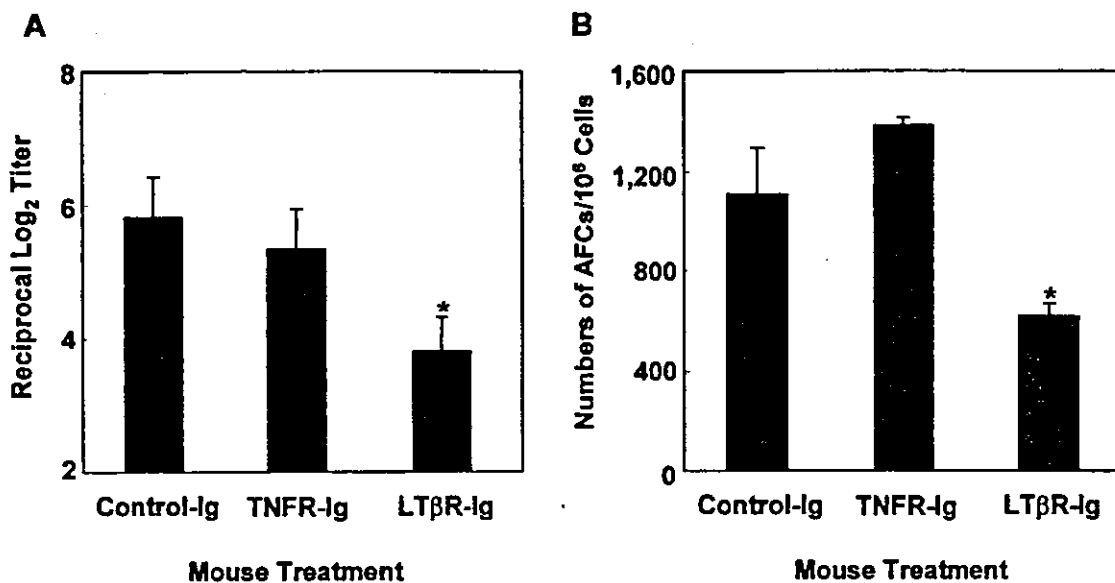 A
Reciprocal Log₂ Titer
8
6
4
2
*
Control-Ig TNFR-Ig LTβR-Ig
Mouse Treatment
B
Numbers of AFCs/10⁶ Cells
1,600
1,200
800
400
0
*
Control-Ig TNFR-Ig LTβR-Ig
Mouse Treatment